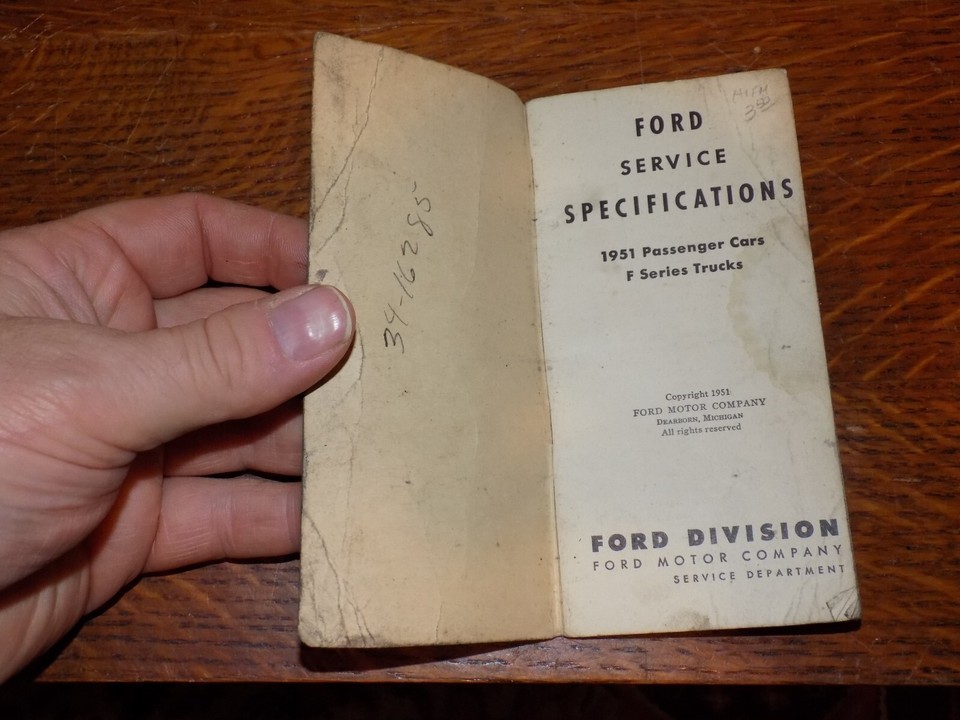 34-16285
FORD
SERVICE
SPECIFICATIONS
1951 Passenger Cars
F Series Trucks
Copyright 1951
FORD MOTOR COMPANY
DEARBORN, MICHIGAN
All rights reserved
FORD DIVISION
FORD MOTOR COMPANY
SERVICE DEPARTMENT